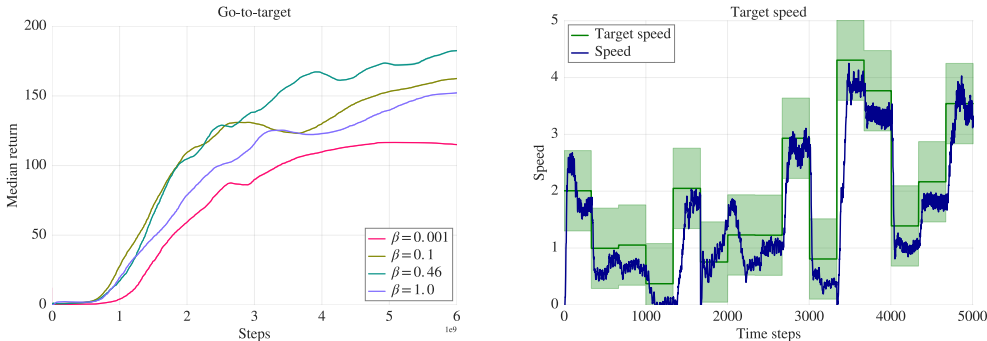 Go-to-target
200
150
100
50
0
Median return
β=0.001
β=0.1
β=0.46
β=1.0
0 1 2 3 4 5 6
Steps
1e9
Target speed
5
4
3
2
1
0
Speed
Target speed
Speed
0 1000 2000 3000 4000 5000
Time steps